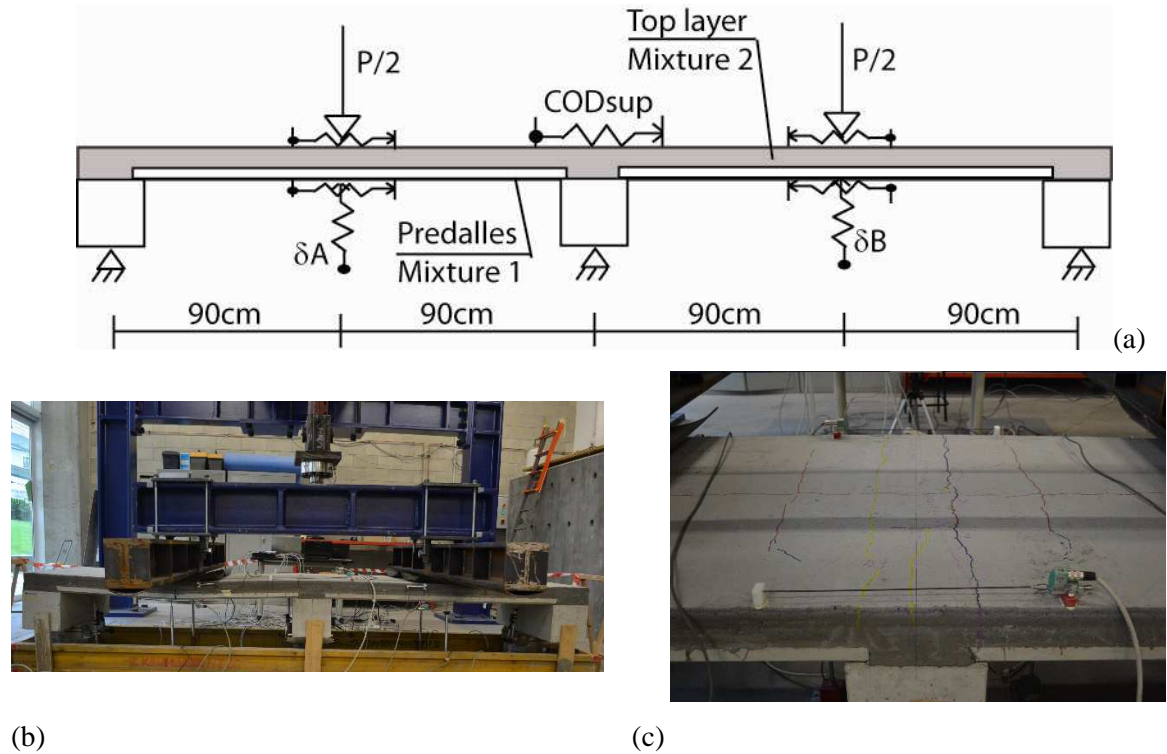 P/2
Top layer
Mixture 2
P/2
CODsup
δA
Predalles
Mixture 1
δB
90cm 90cm 90cm 90cm
(a)
(b) (c)